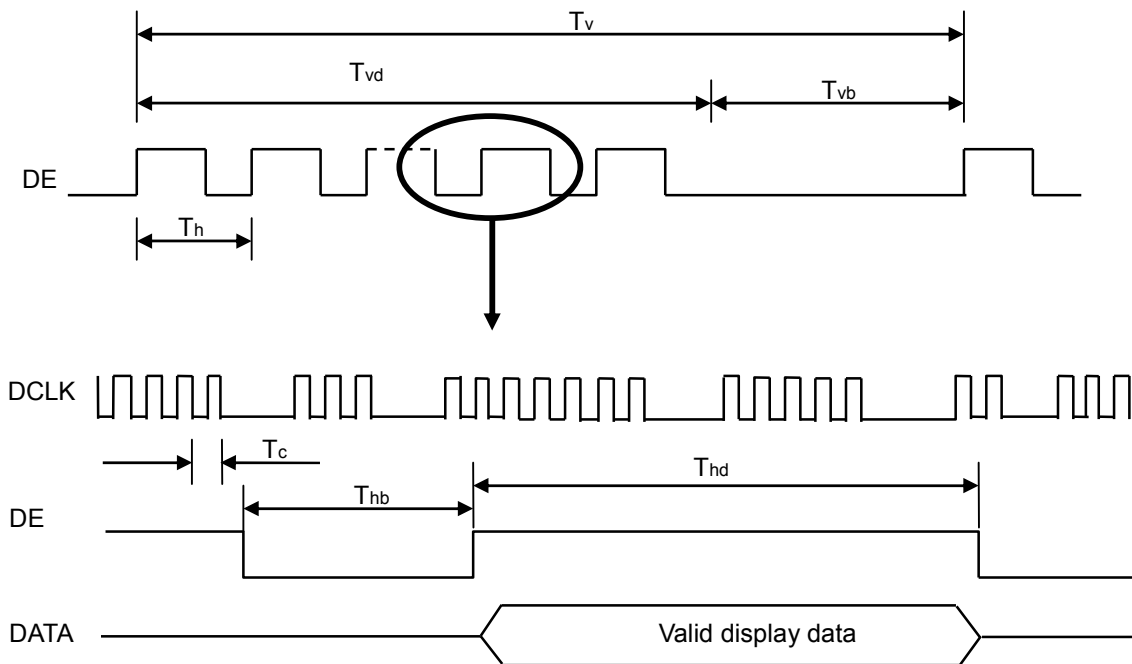 Tv
Tvd
Tvb
DE
Th
DCLK
Tc
Thd
Thb
DE
DATA
Valid display data